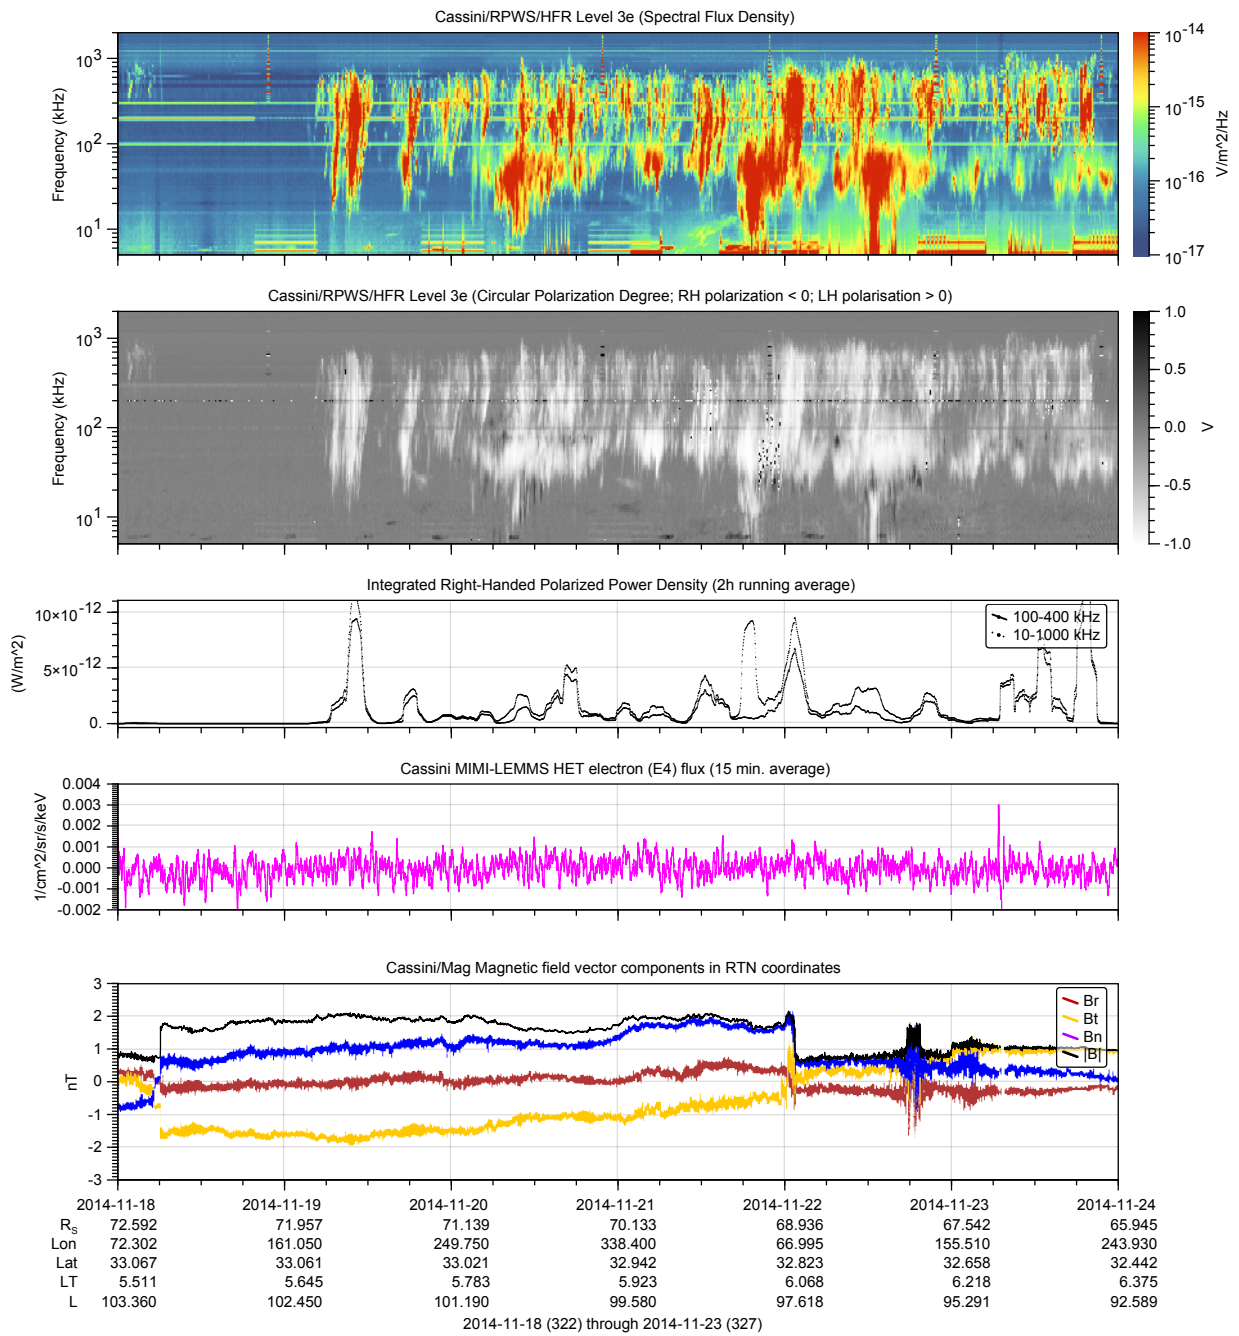 Cassini/RPWS/HFR Level 3e (Spectral Flux Density)
10^3
10^2
10^1
Frequency (kHz)
10^-14
10^-15
10^-16
10^-17
V/m^2/Hz
Cassini/RPWS/HFR Level 3e (Circular Polarization Degree; RH polarization < 0; LH polarisation > 0)
10^3
10^2
10^1
Frequency (kHz)
1.0
0.5
0.0
-0.5
-1.0
V
Integrated Right-Handed Polarized Power Density (2h running average)
10×10^-12
5×10^-12
0.
(W/m^2)
100-400 kHz
10-1000 kHz
Cassini MIMI-LEMMS HET electron (E4) flux (15 min. average)
0.004
0.003
0.002
0.001
0.000
-0.001
-0.002
1/cm^2/sr/s/keV
Cassini/Mag Magnetic field vector components in RTN coordinates
3
2
1
0
-1
-2
-3
nT
Br
Bt
Bn
|B|
2014-11-18 2014-11-19 2014-11-20 2014-11-21 2014-11-22 2014-11-23 2014-11-24
R_S 72.592 71.957 71.139 70.133 68.936 67.542 65.945
Lon 72.302 161.050 249.750 338.400 66.995 155.510 243.930
Lat 33.067 33.061 33.021 32.942 32.823 32.658 32.442
LT 5.511 5.645 5.783 5.923 6.068 6.218 6.375
L 103.360 102.450 101.190 99.580 97.618 95.291 92.589
2014-11-18 (322) through 2014-11-23 (327)